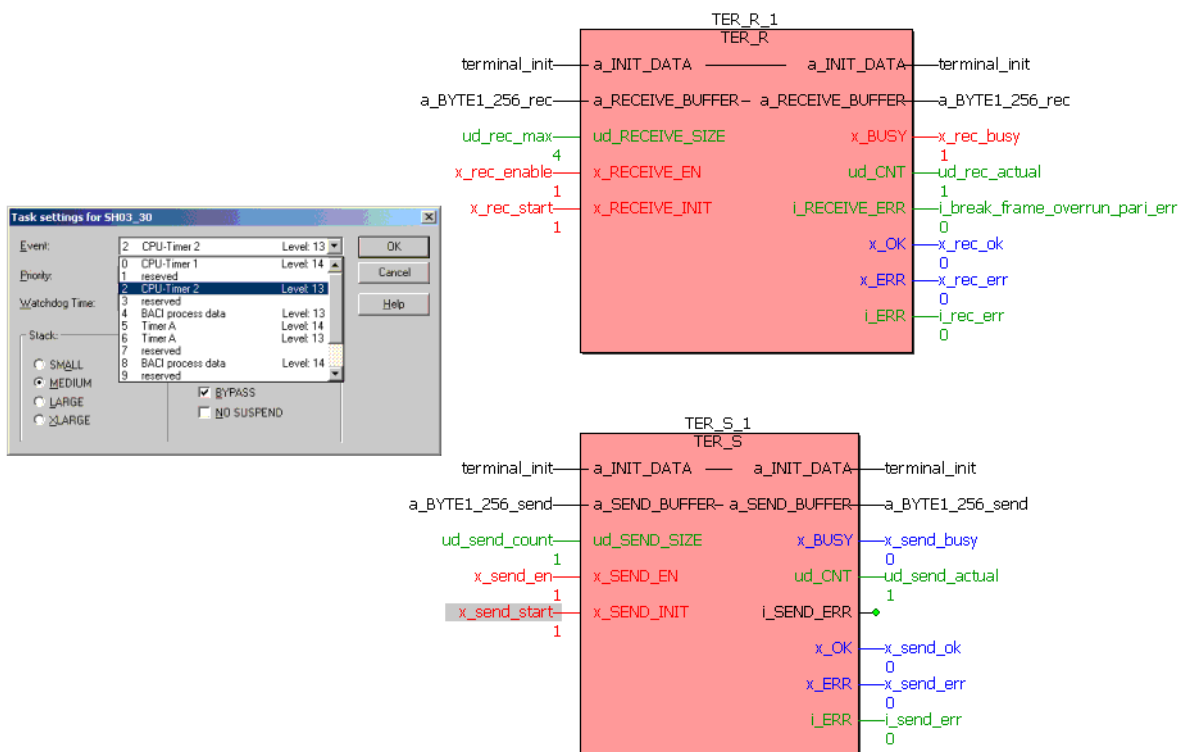 Task settings for SH03_30
Event:
2 CPU-Timer 2 Level: 13
OK
0 CPU-Timer 1 Level: 14
1 reseved
2 CPU-Timer 2 Level: 13
3 reserved
4 BACI process data Level: 13
5 Timer A Level: 14
6 Timer A Level: 13
7 reserved
8 BACI process data Level: 14
9 reserved
Priority:
Cancel
Watchdog Time:
Help
Stack:
SMALL
MEDIUM
LARGE
XLARGE
BYPASS
NO SUSPEND
TER_R_1
TER_R
terminal_init a_INIT_DATA a_INIT_DATA terminal_init
a_BYTE1_256_rec a_RECEIVE_BUFFER a_RECEIVE_BUFFER a_BYTE1_256_rec
ud_rec_max ud_RECEIVE_SIZE x_BUSY x_rec_busy
4 1
x_rec_enable x_RECEIVE_EN ud_CNT ud_rec_actual
1 1
x_rec_start x_RECEIVE_INIT i_RECEIVE_ERR i_break_frame_overrun_pari_err
1 0
x_OK x_rec_ok
0
x_ERR x_rec_err
0
i_ERR i_rec_err
0
TER_S_1
TER_S
terminal_init a_INIT_DATA a_INIT_DATA terminal_init
a_BYTE1_256_send a_SEND_BUFFER a_SEND_BUFFER a_BYTE1_256_send
ud_send_count ud_SEND_SIZE x_BUSY x_send_busy
1 0
x_send_en x_SEND_EN ud_CNT ud_send_actual
1 1
x_send_start x_SEND_INIT i_SEND_ERR
1
x_OK x_send_ok
0
x_ERR x_send_err
0
i_ERR i_send_err
0